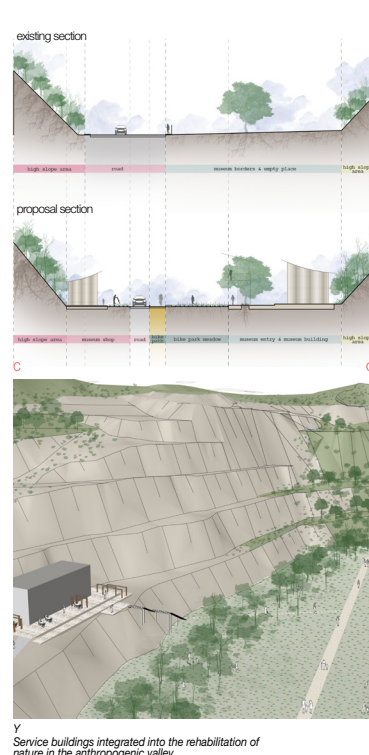 existing section
high slope area road museum borders & empty place high slope area
proposal section
high slope area museum shop road bike path bike park meadow museum entry & museum building high slope area
C C
Y
Service buildings integrated into the rehabilitation of
nature in the anthropogenic valley